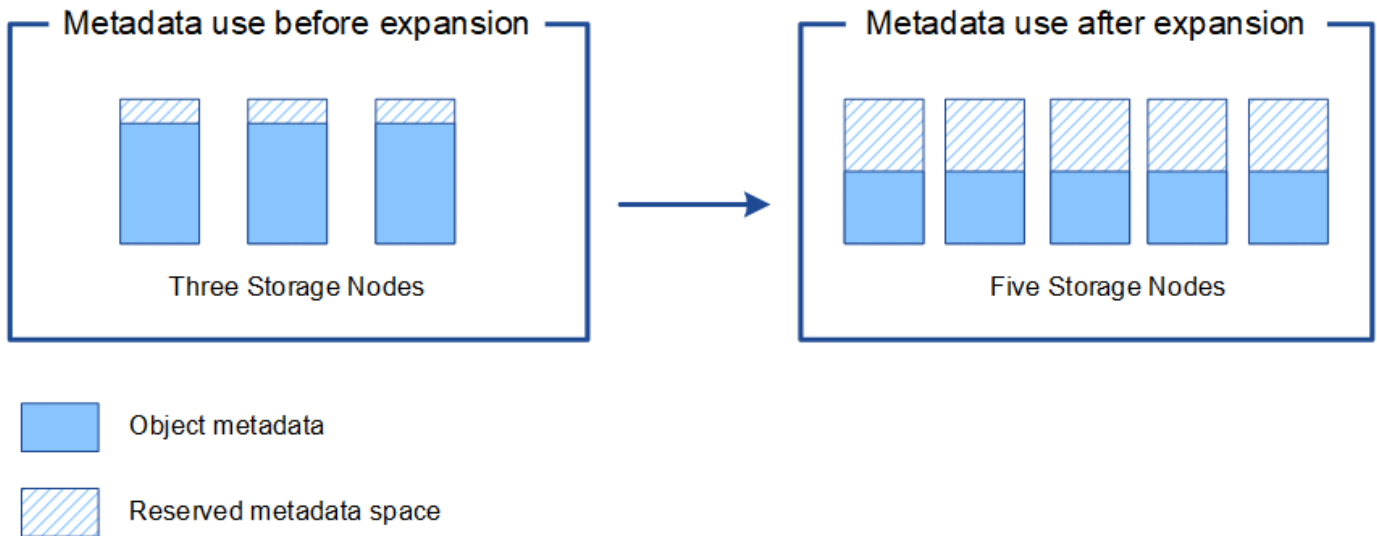 Metadata use before expansion
Metadata use after expansion
Three Storage Nodes
Five Storage Nodes
Object metadata
Reserved metadata space